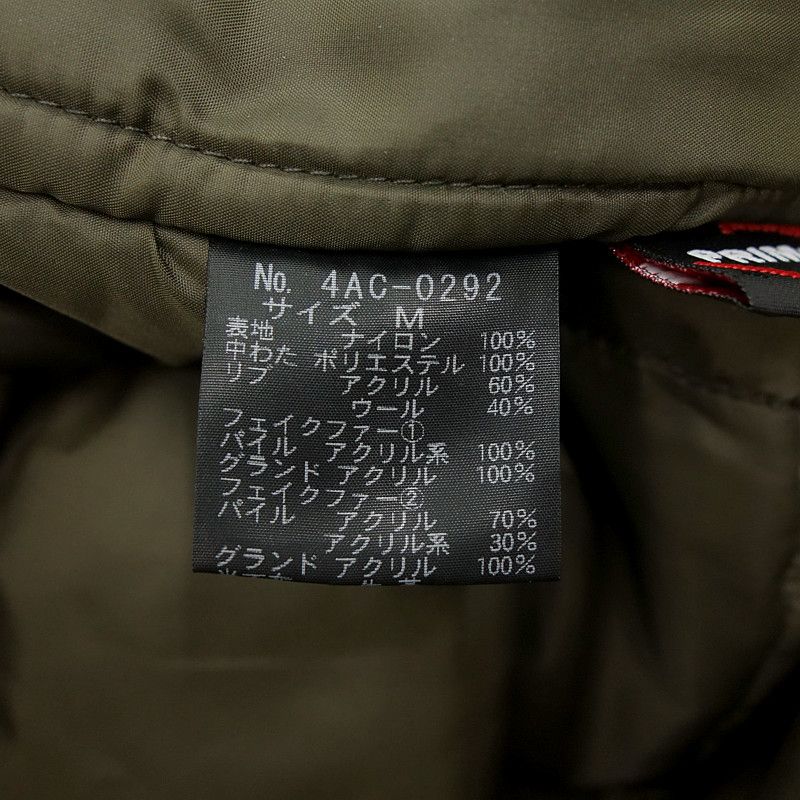 No. 4AC-0292
サイズ M
表地 ナイロン 100%
中わた ポリエステル 100%
リブ アクリル 60%
ウール 40%
フェイクファー①
パイル アクリル系 100%
グランド アクリル 100%
フェイクファー②
パイル アクリル 70%
アクリル系 30%
グランド アクリル 100%